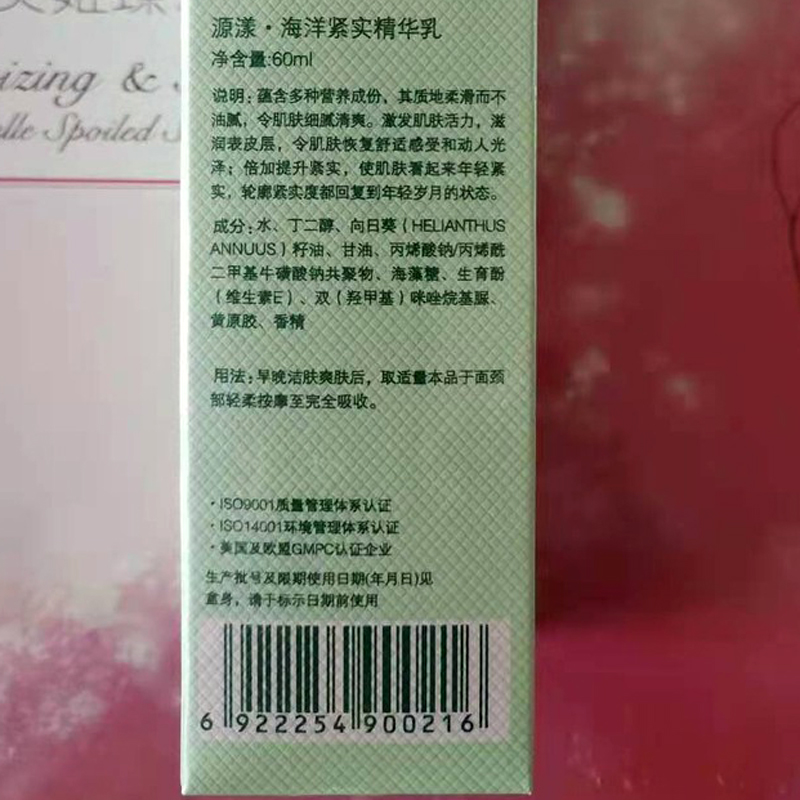 izing &
elle Spoiled
源漾·海洋紧实精华乳
净含量:60ml
说明：蕴含多种营养成份，其质地柔滑而不
油腻，令肌肤细腻清爽。激发肌肤活力，滋
润表皮层，令肌肤恢复舒适感受和动人光
泽；倍加提升紧实，使肌肤看起来年轻紧
实，轮廓紧实度都回复到年轻岁月的状态。
成分：水、丁二醇、向日葵（HELIANTHUS
ANNUUS）籽油、甘油、丙烯酸钠/丙烯酰
二甲基牛磺酸钠共聚物、海藻糖、生育酚
（维生素E）、双（羟甲基）咪唑烷基脲、
黄原胶、香精
用法：早晚洁肤爽肤后，取适量本品于面颈
部轻柔按摩至完全吸收。
·ISO9001质量管理体系认证
·ISO14001环境管理体系认证
·美国及欧盟GMPC认证企业
生产批号及限期使用日期(年月日)见
盒身，请于标示日期前使用
6 922254 900216